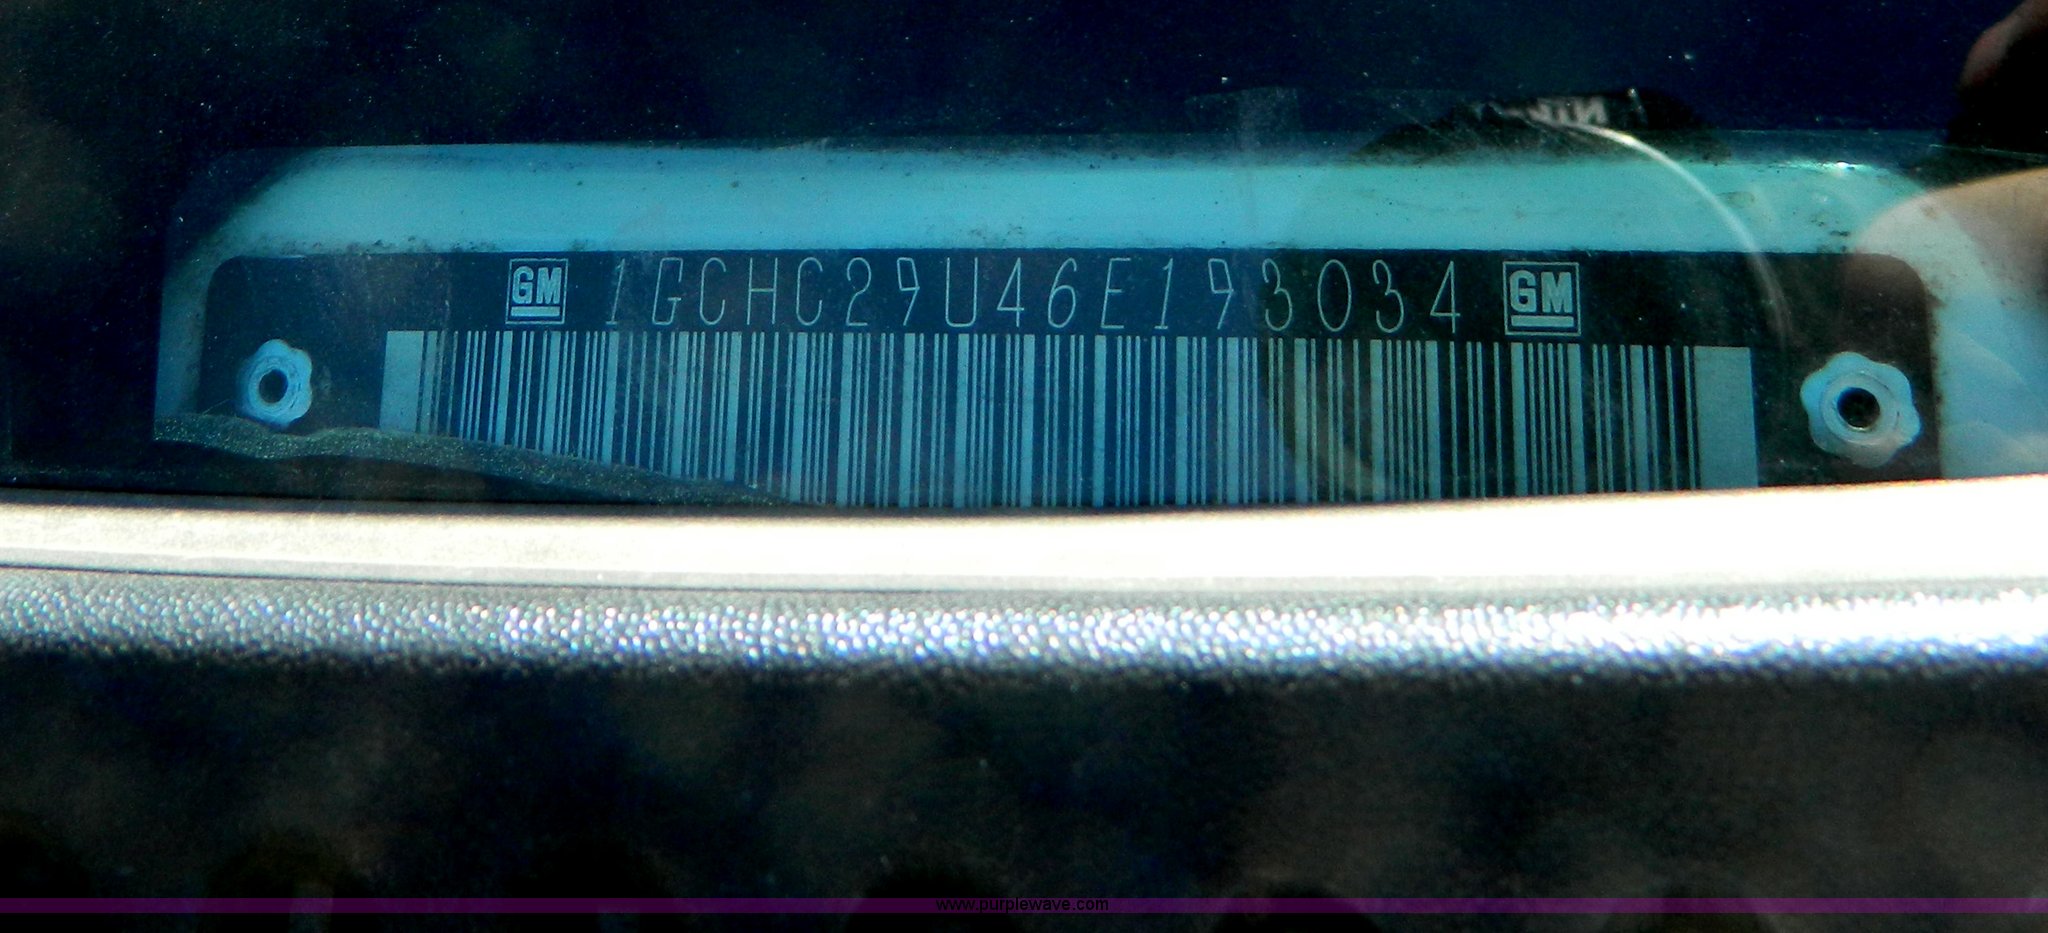 GM 1GCHC29U46E193034 GM
www.purplewave.com